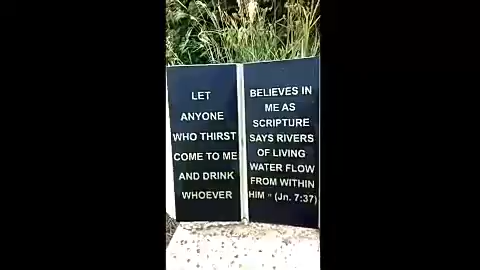 LET
ANYONE
WHO THIRST
COME TO ME
AND DRINK
WHOEVER
BELIEVES IN
ME AS
SCRIPTURE
SAYS RIVERS
OF LIVING
WATER FLOW
FROM WITHIN
HIM " (Jn. 7:37)